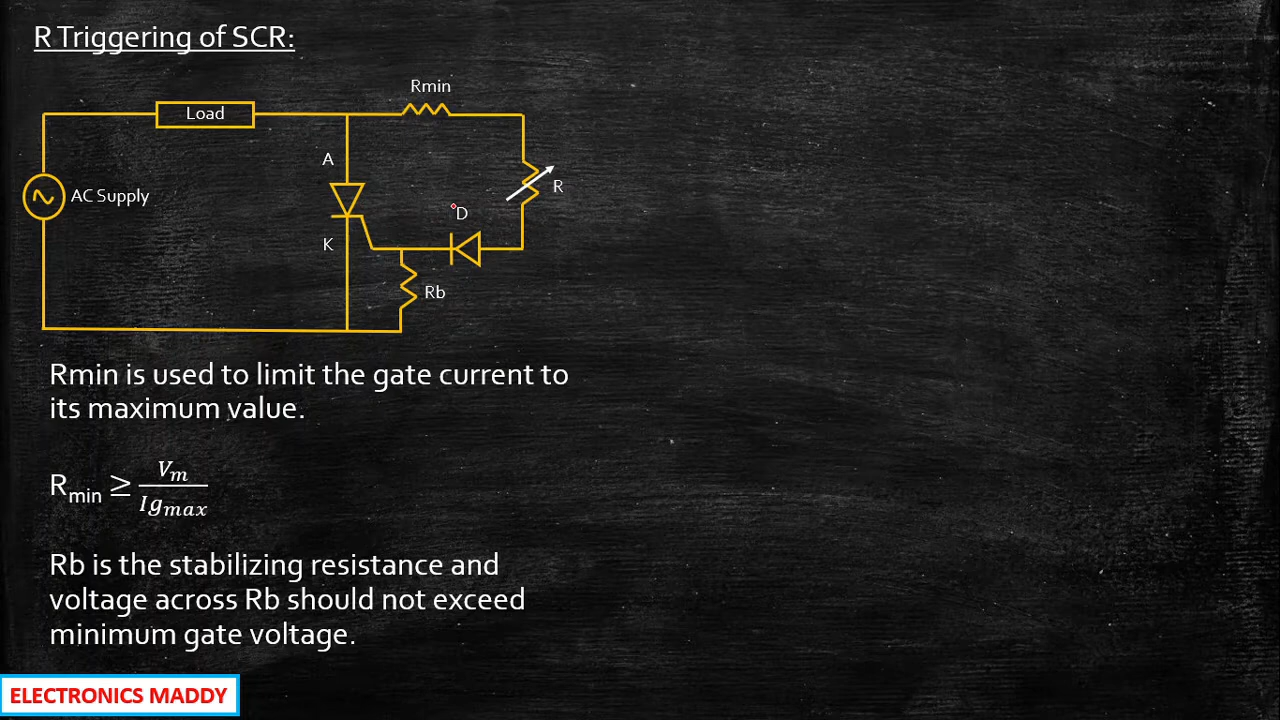 R Triggering of SCR:
Rmin
Load
A
AC Supply
R
D
K
Rb
Rmin is used to limit the gate current to
its maximum value.
Rmin ≥ Vm / Igmax
Rb is the stabilizing resistance and
voltage across Rb should not exceed
minimum gate voltage.
ELECTRONICS MADDY